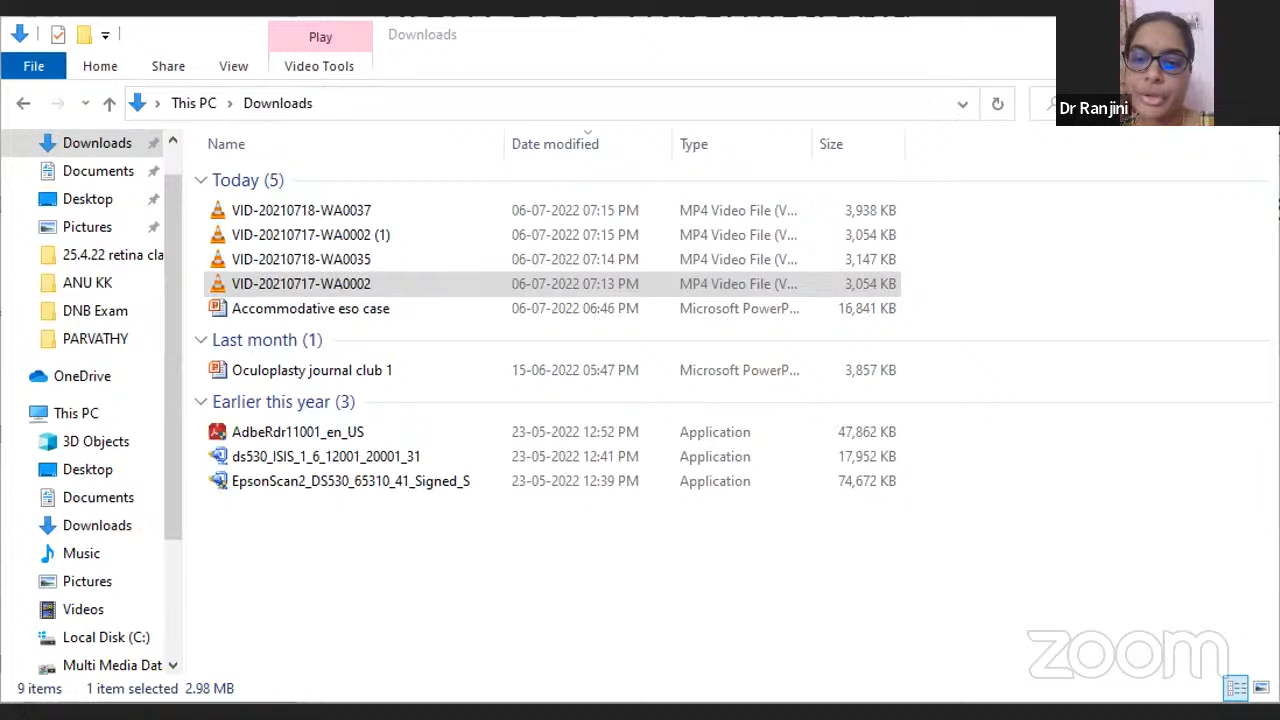 Play
Downloads
File
Home
Share
View
Video Tools
This PC
Downloads
Dr Ranjini
Name
Date modified
Type
Size
Downloads
Documents
Desktop
Pictures
25.4.22 retina cla
ANU KK
DNB Exam
PARVATHY
OneDrive
This PC
3D Objects
Desktop
Documents
Downloads
Music
Pictures
Videos
Local Disk (C:)
Multi Media Dat
Today (5)
VID-20210718-WA0037 06-07-2022 07:15 PM MP4 Video File (V... 3,938 KB
VID-20210717-WA0002 (1) 06-07-2022 07:15 PM MP4 Video File (V... 3,054 KB
VID-20210718-WA0035 06-07-2022 07:14 PM MP4 Video File (V... 3,147 KB
VID-20210717-WA0002 06-07-2022 07:13 PM MP4 Video File (V... 3,054 KB
Accommodative eso case 06-07-2022 06:46 PM Microsoft PowerP... 16,841 KB
Last month (1)
Oculoplasty journal club 1 15-06-2022 05:47 PM Microsoft PowerP... 3,857 KB
Earlier this year (3)
AdbeRdr11001_en_US 23-05-2022 12:52 PM Application 47,862 KB
ds530_ISIS_1_6_12001_20001_31 23-05-2022 12:41 PM Application 17,952 KB
EpsonScan2_DS530_65310_41_Signed_S 23-05-2022 12:39 PM Application 74,672 KB
zoom
9 items 1 item selected 2.98 MB